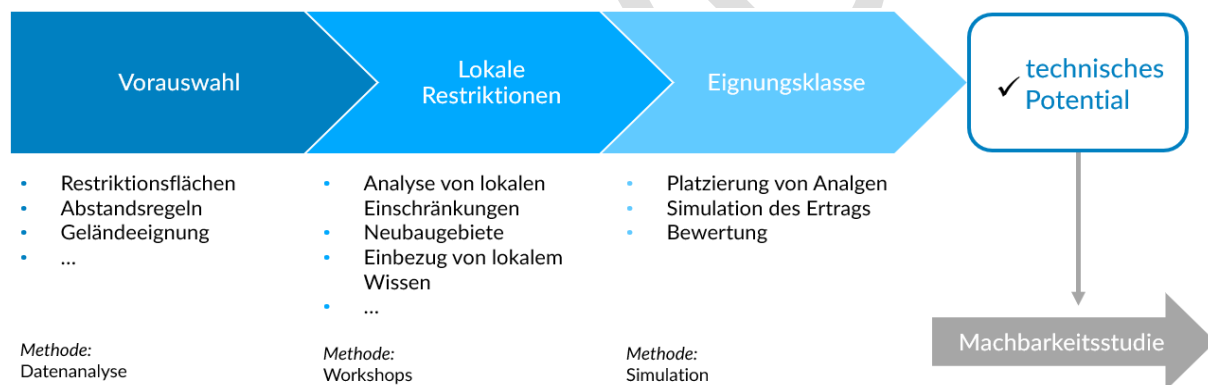 Vorauswahl
Lokale
Restriktionen
Eignungsklasse
✓ technisches
Potential
• Restriktionsflächen
• Abstandsregeln
• Geländeeignung
• ...
Methode:
Datenanalyse
• Analyse von lokalen
Einschränkungen
• Neubaugebiete
• Einbezug von lokalem
Wissen
• ...
Methode:
Workshops
• Platzierung von Analgen
• Simulation des Ertrags
• Bewertung
Methode:
Simulation
Machbarkeitsstudie